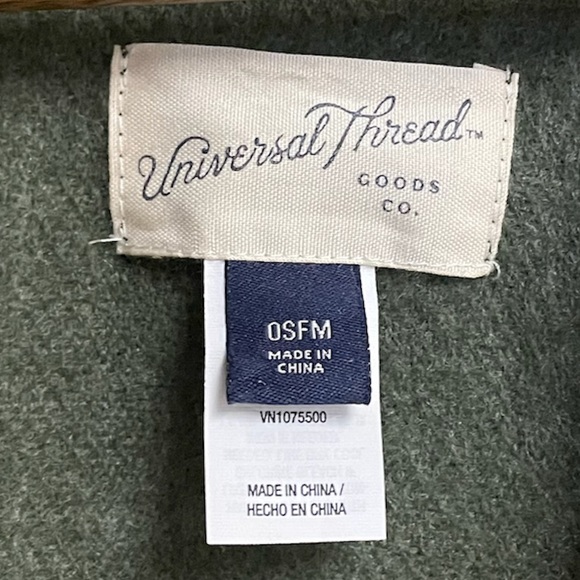 Universal Thread™
GOODS
CO.
OSFM
MADE IN
CHINA
VN1075500
MADE IN CHINA /
HECHO EN CHINA